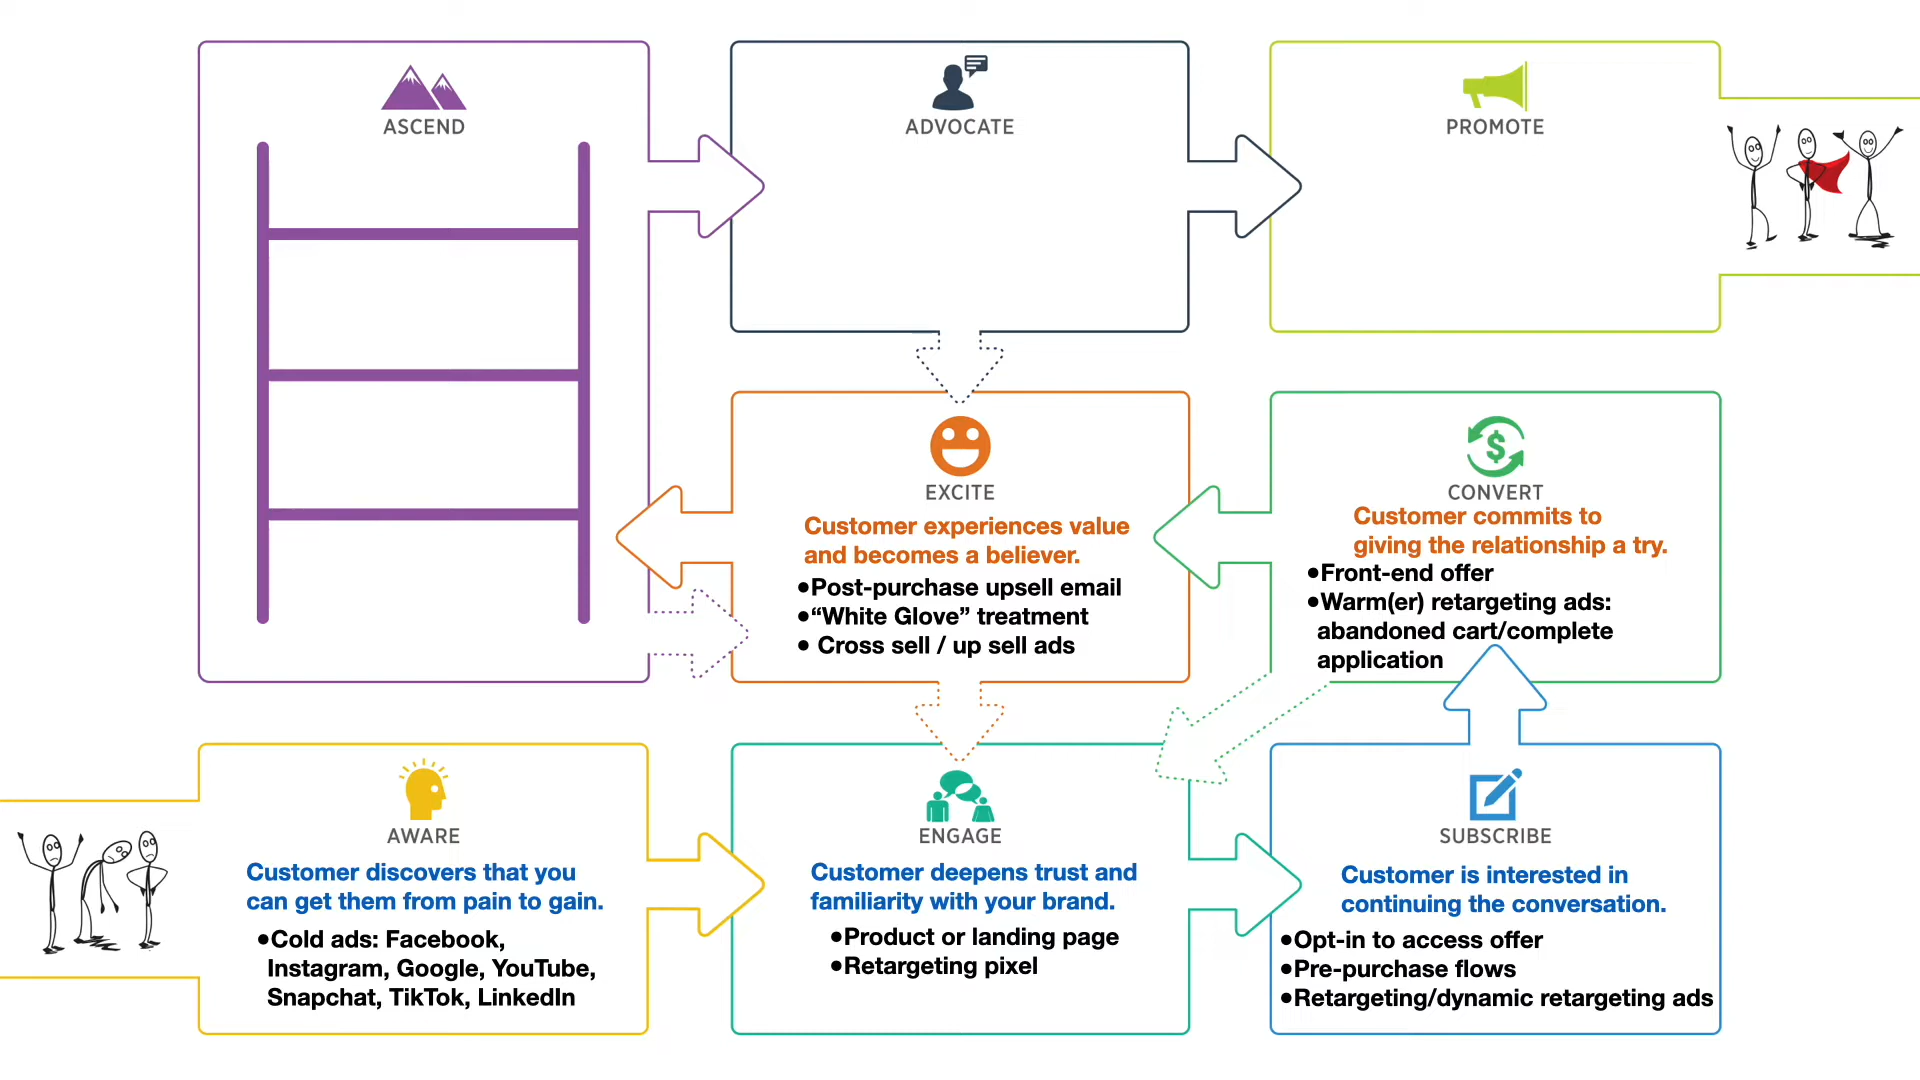 ASCEND
ADVOCATE
PROMOTE
EXCITE
Customer experiences value
and becomes a believer.
•Post-purchase upsell email
•“White Glove” treatment
• Cross sell / up sell ads
CONVERT
Customer commits to
giving the relationship a try.
•Front-end offer
•Warm(er) retargeting ads:
abandoned cart/complete
application
AWARE
Customer discovers that you
can get them from pain to gain.
•Cold ads: Facebook,
Instagram, Google, YouTube,
Snapchat, TikTok, LinkedIn
ENGAGE
Customer deepens trust and
familiarity with your brand.
•Product or landing page
•Retargeting pixel
SUBSCRIBE
Customer is interested in
continuing the conversation.
•Opt-in to access offer
•Pre-purchase flows
•Retargeting/dynamic retargeting ads